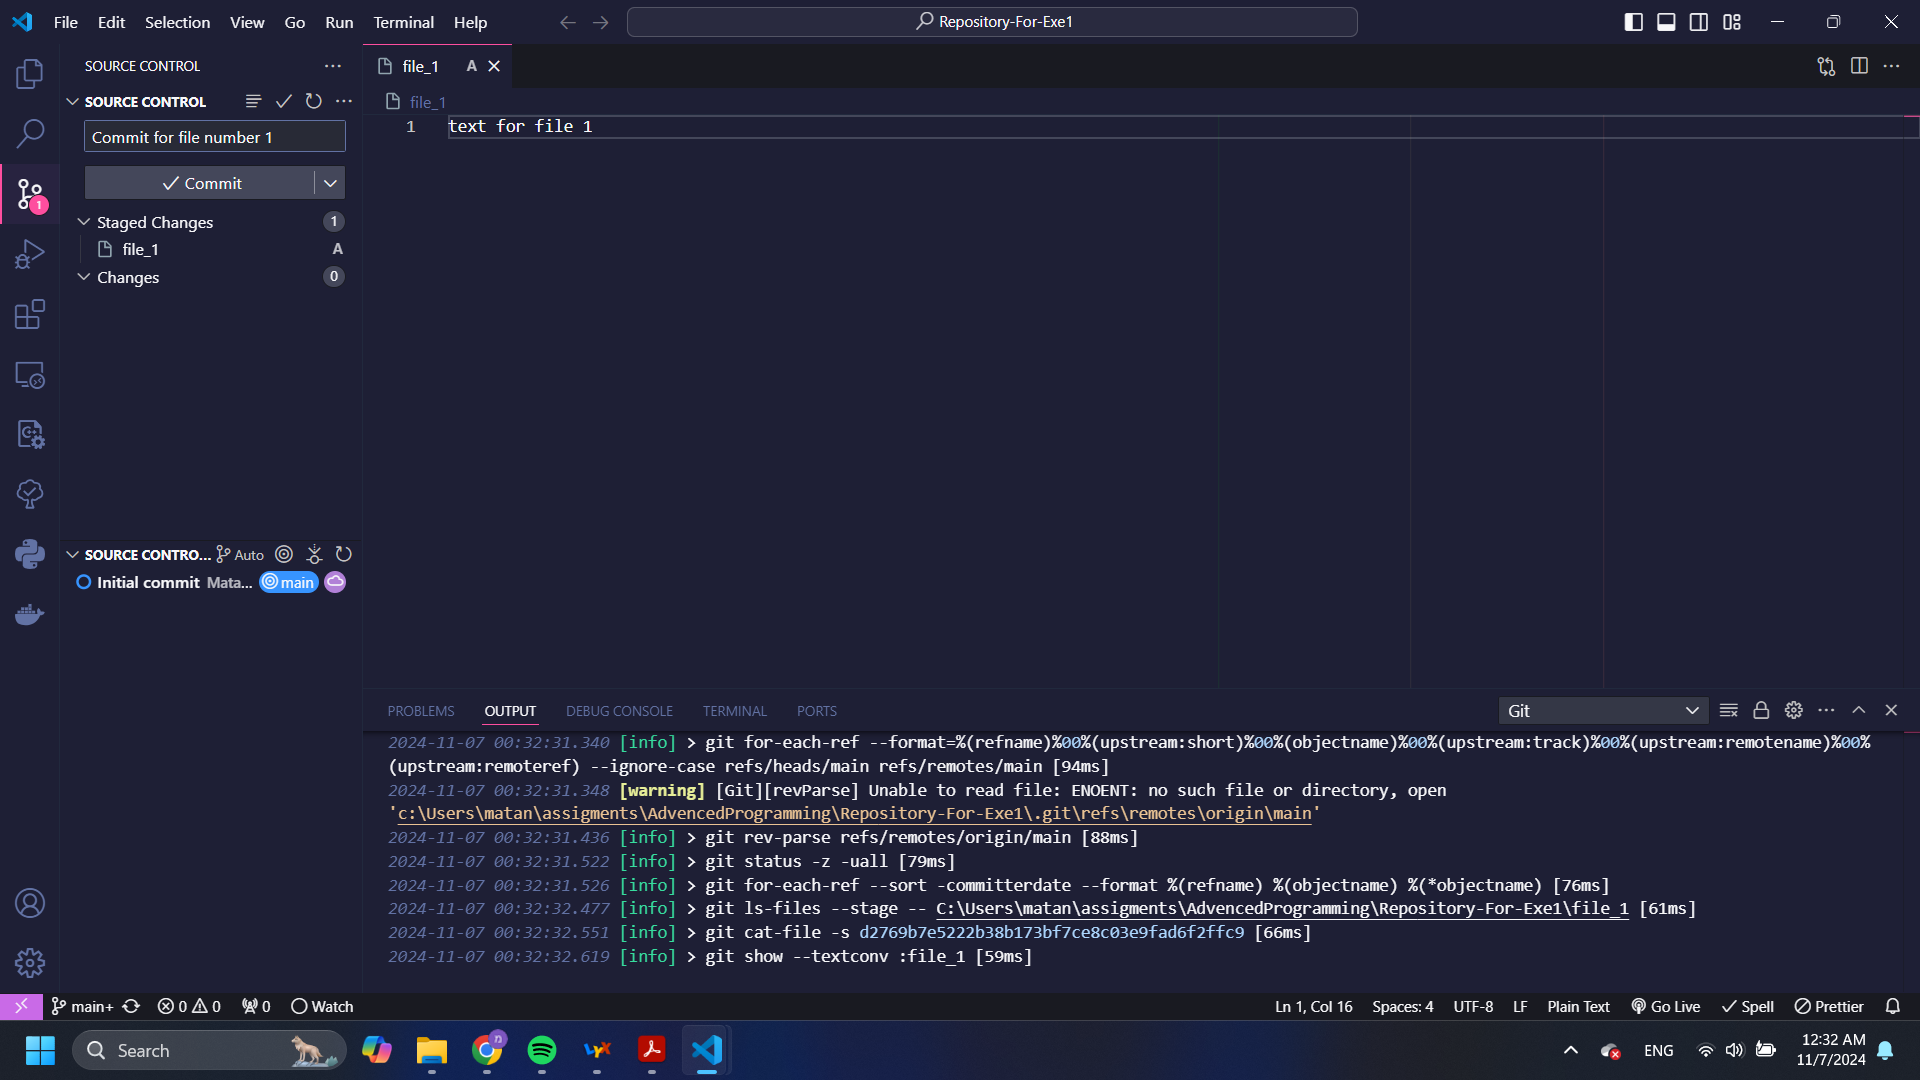 File Edit Selection View Go Run Terminal Help
Repository-For-Exe1
SOURCE CONTROL
SOURCE CONTROL
Commit for file number 1
Commit
Staged Changes 1
file_1 A
Changes 0
1
SOURCE CONTRO... Auto
Initial commit Mata... main
file_1 A
file_1
1 text for file 1
PROBLEMS OUTPUT DEBUG CONSOLE TERMINAL PORTS
Git
2024-11-07 00:32:31.340 [info] > git for-each-ref --format=%(refname)%00%(upstream:short)%00%(objectname)%00%(upstream:track)%00%(upstream:remotename)%00%
(upstream:remoteref) --ignore-case refs/heads/main refs/remotes/main [94ms]
2024-11-07 00:32:31.348 [warning] [Git][revParse] Unable to read file: ENOENT: no such file or directory, open
'c:\Users\matan\assigments\AdvencedProgramming\Repository-For-Exe1\.git\refs\remotes\origin\main'
2024-11-07 00:32:31.436 [info] > git rev-parse refs/remotes/origin/main [88ms]
2024-11-07 00:32:31.522 [info] > git status -z -uall [79ms]
2024-11-07 00:32:31.526 [info] > git for-each-ref --sort -committerdate --format %(refname) %(objectname) %(*objectname) [76ms]
2024-11-07 00:32:32.477 [info] > git ls-files --stage -- C:\Users\matan\assigments\AdvencedProgramming\Repository-For-Exe1\file_1 [61ms]
2024-11-07 00:32:32.551 [info] > git cat-file -s d2769b7e5222b38b173bf7ce8c03e9fad6f2ffc9 [66ms]
2024-11-07 00:32:32.619 [info] > git show --textconv :file_1 [59ms]
main+ 0 0 0 Watch
Ln 1, Col 16 Spaces: 4 UTF-8 LF Plain Text Go Live Spell Prettier
Search
n
LyX
ENG
12:32 AM
11/7/2024